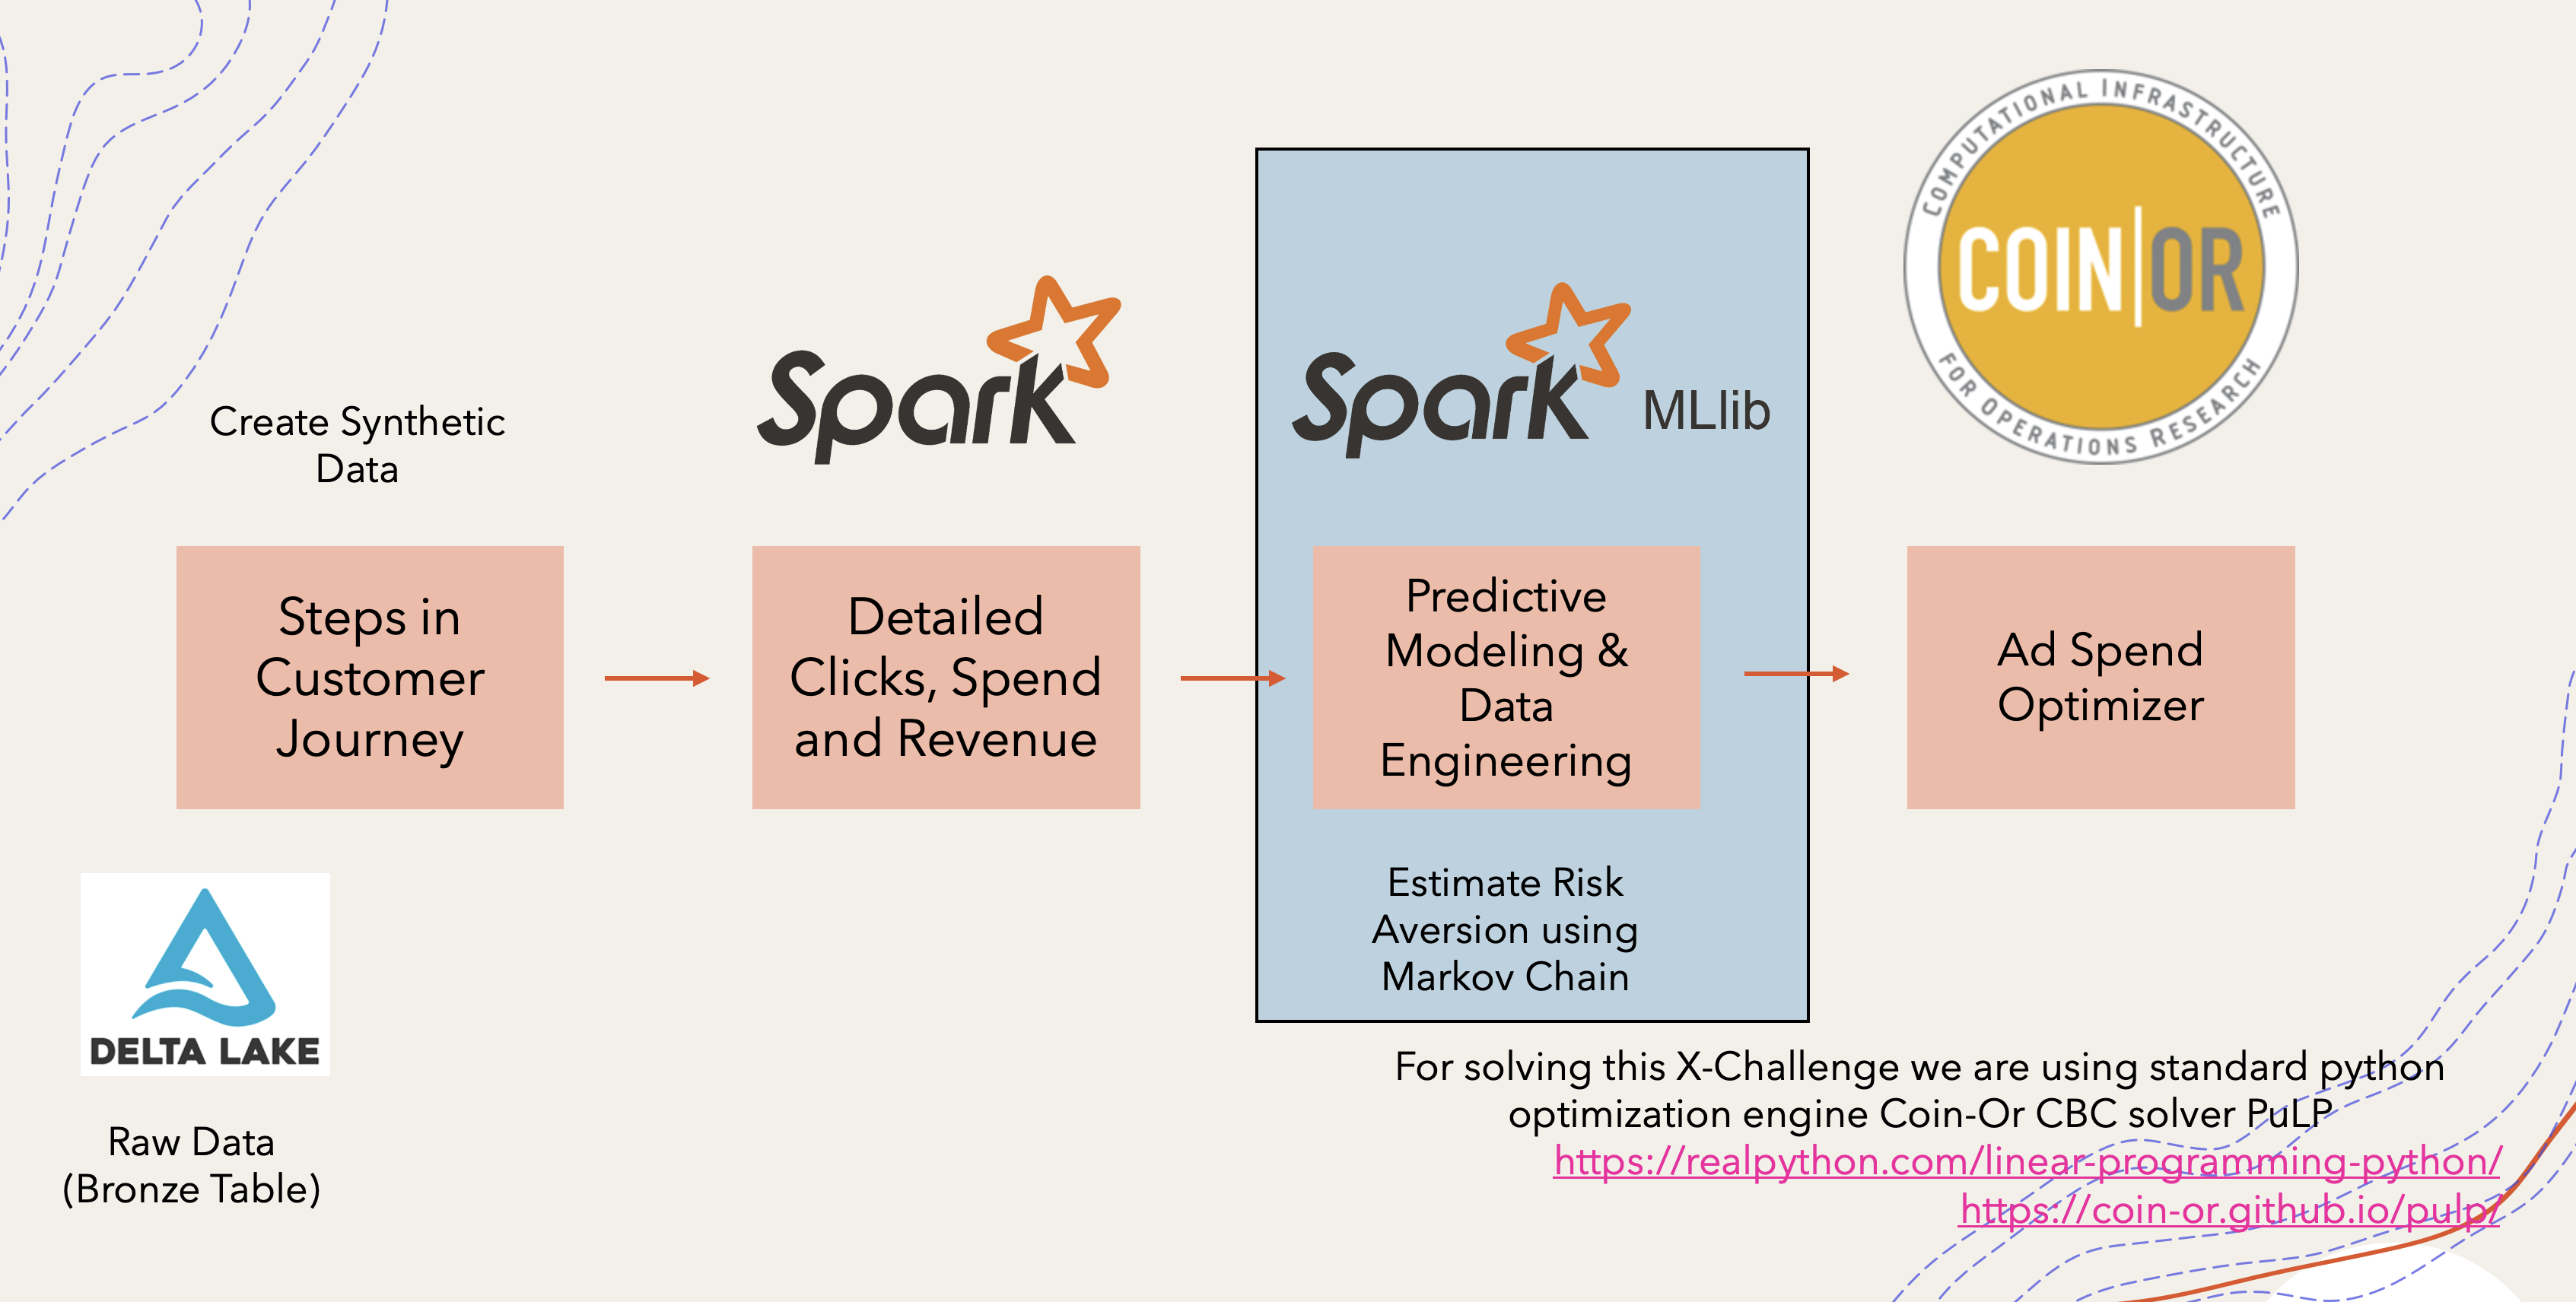 Create Synthetic
Data
Steps in
Customer
Journey
DELTA LAKE
Raw Data
(Bronze Table)
Spark
Detailed
Clicks, Spend
and Revenue
Spark MLlib
Predictive
Modeling &
Data
Engineering
Estimate Risk
Aversion using
Markov Chain
COMPUTATIONAL INFRASTRUCTURE
COIN|OR
FOR OPERATIONS RESEARCH
Ad Spend
Optimizer
For solving this X-Challenge we are using standard python
optimization engine Coin-Or CBC solver PuLP
https://realpython.com/linear-programming-python/
https://coin-or.github.io/pulp/